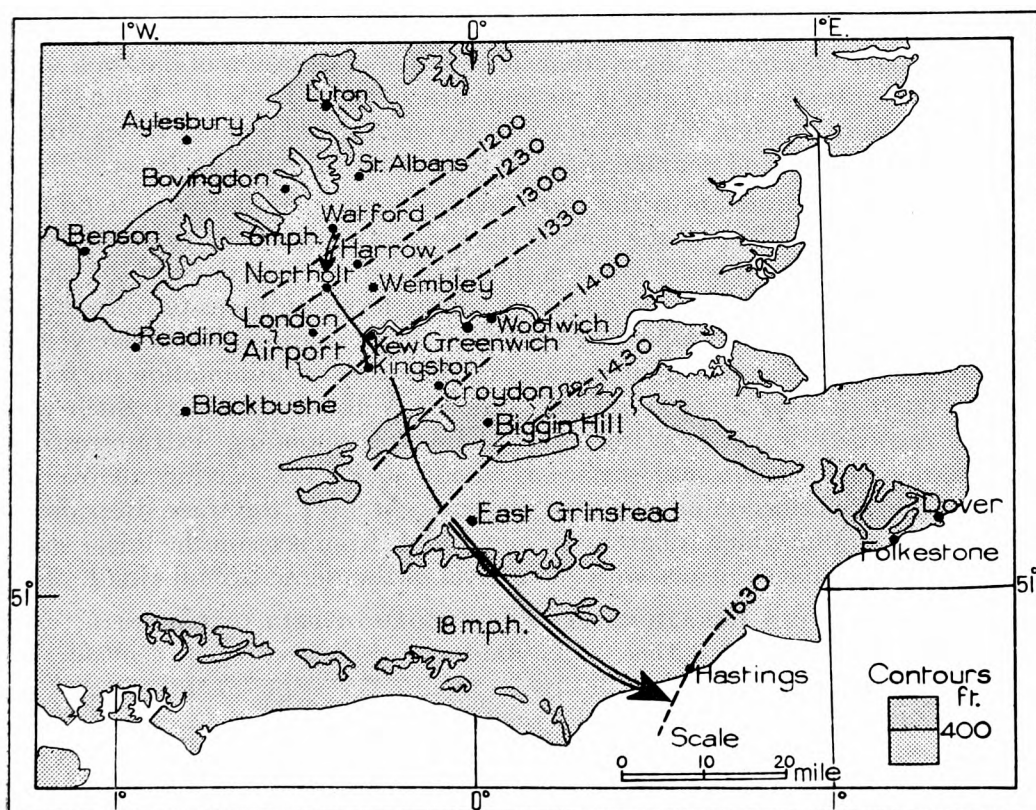 1°W.
0°
1°E.
Luton
Aylesbury
St. Albans
1200
1230
1300
1330
Bovingdon
Watford
Benson
6m.p.h.
Harrow
Northolt
Wembley
1400
London
Airport
Woolwich
Reading
Kew
Greenwich
Kingston
1430
Croydon
Blackbushe
Biggin Hill
East Grinstead
Dover
Folkestone
51°
51°
1630
18 m.p.h.
Hastings
Contours
ft.
400
Scale
0 10 20
mile
1°
0°
1°